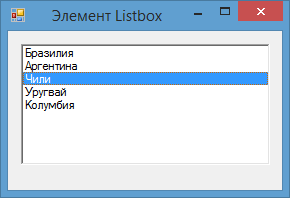 Элемент Listbox
Бразилия
Аргентина
Чили
Уругвай
Колумбия